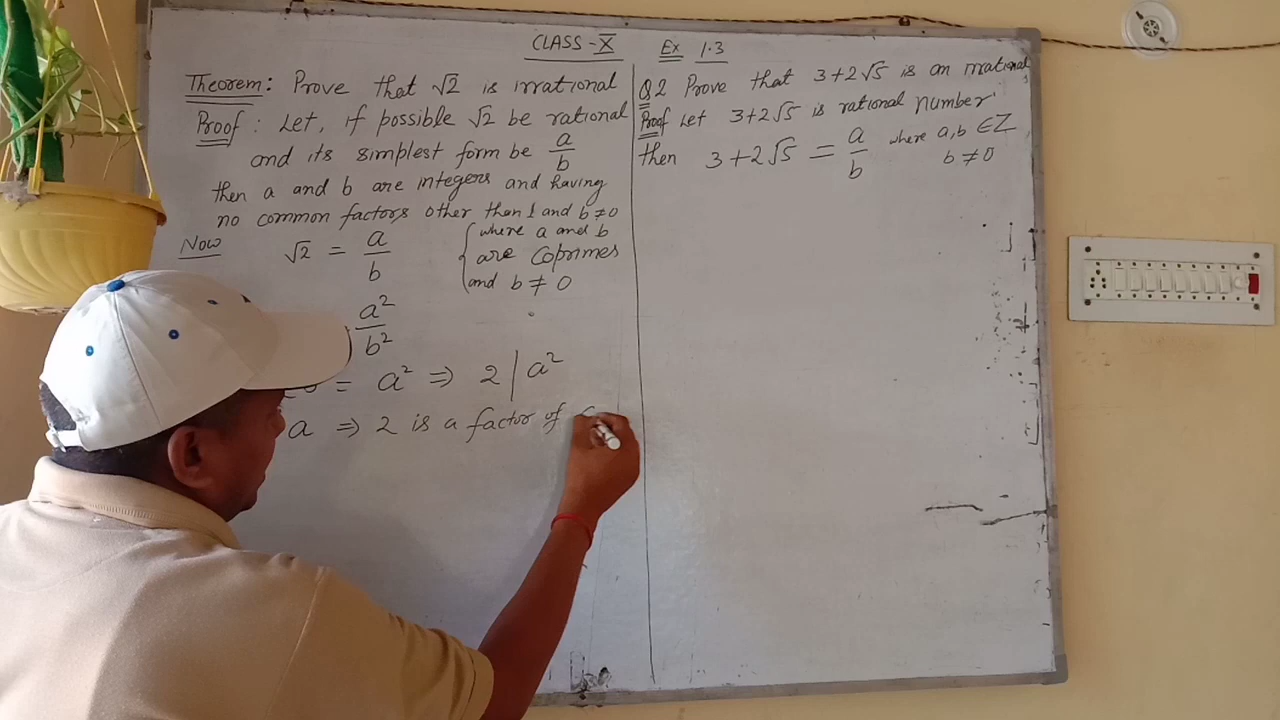 CLASS-X Ex 1.3
Theorem: Prove that √2 is irrational
Proof: Let, if possible √2 be rational
and its simplest form be a/b
then a and b are integers and having
no common factors other than 1 and b≠0
Now √2 = a/b
{where a and b
are Coprimes
and b ≠ 0
a²/b²
= a² ⇒ 2 | a²
a ⇒ 2 is a factor of
Q2 Prove that 3+2√5 is an irrational
Proof Let 3+2√5 is rational number
then 3+2√5 = a/b where a,b ∈ Z
b ≠ 0